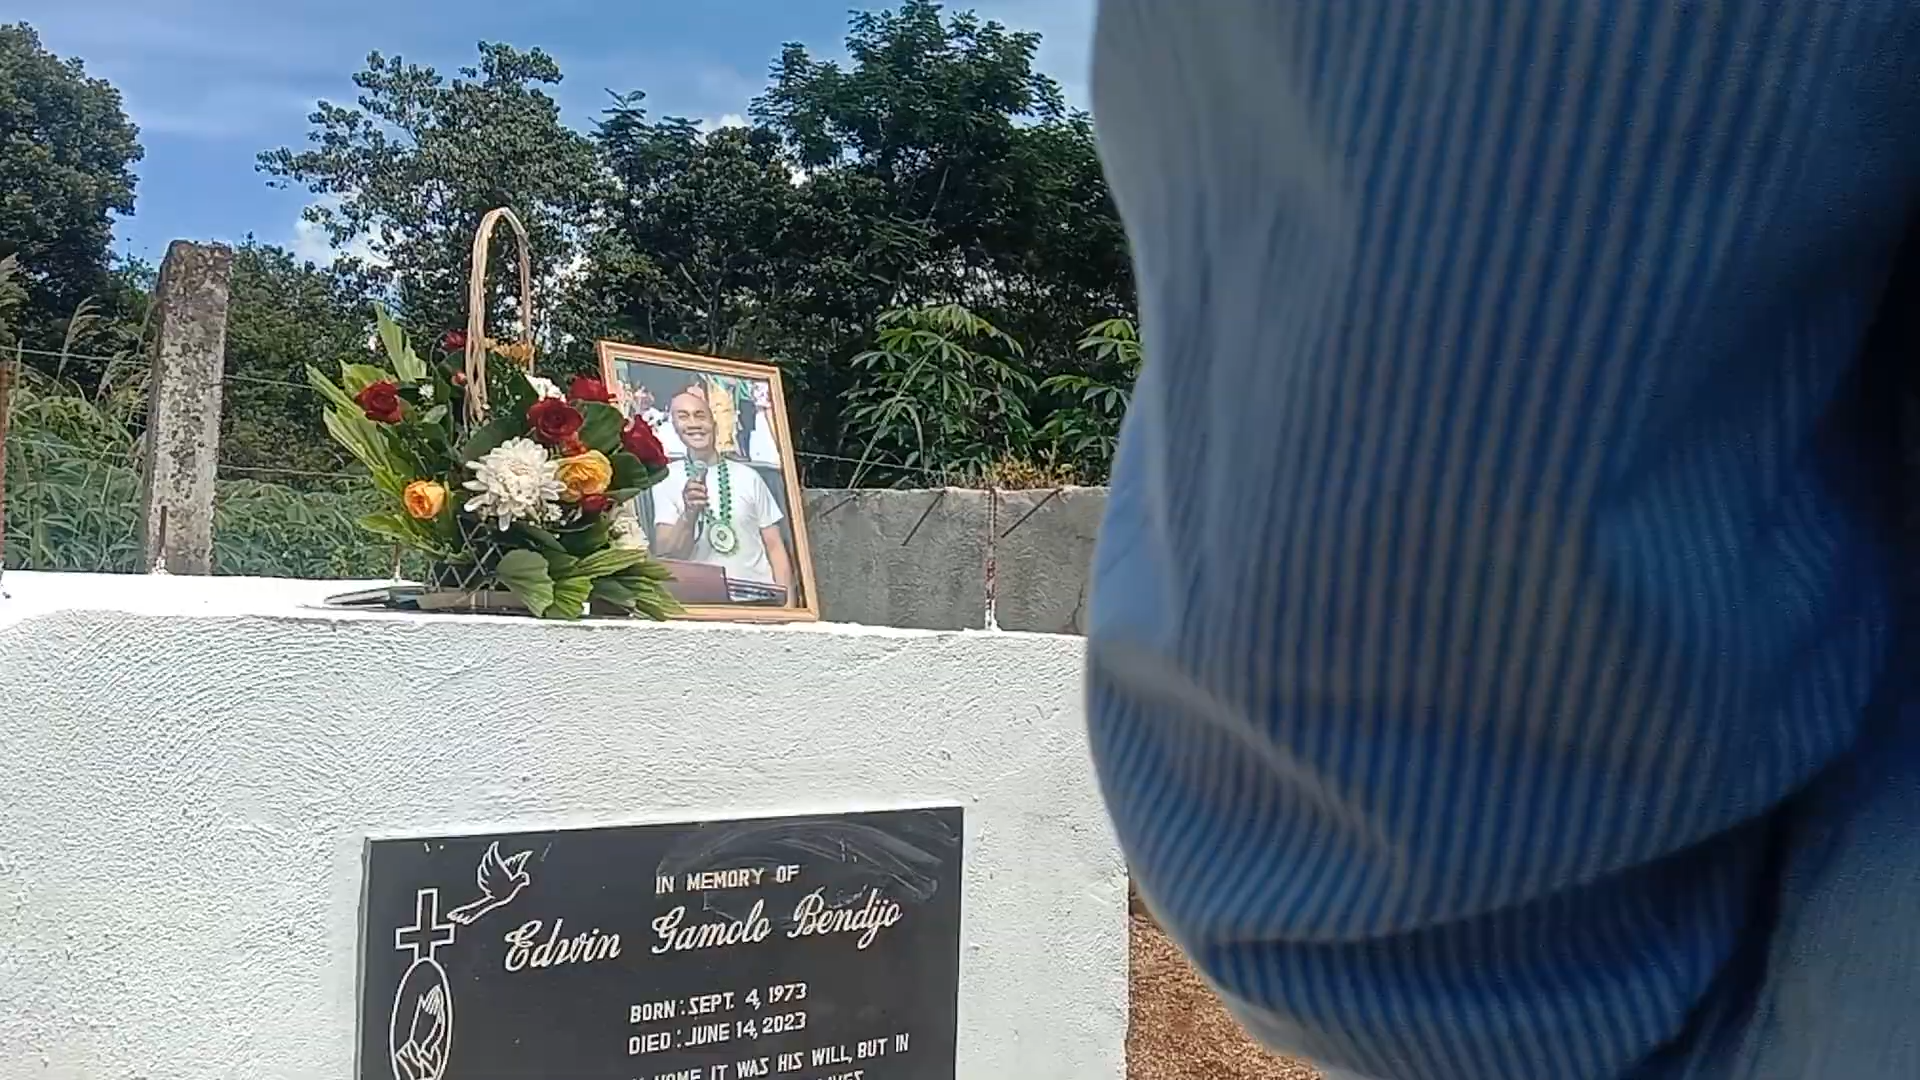 IN MEMORY OF
Edwin Gamolo Bendijo
BORN : SEPT. 4, 1973
DIED : JUNE 14, 2023
HOME IT WAS HIS WILL, BUT IN